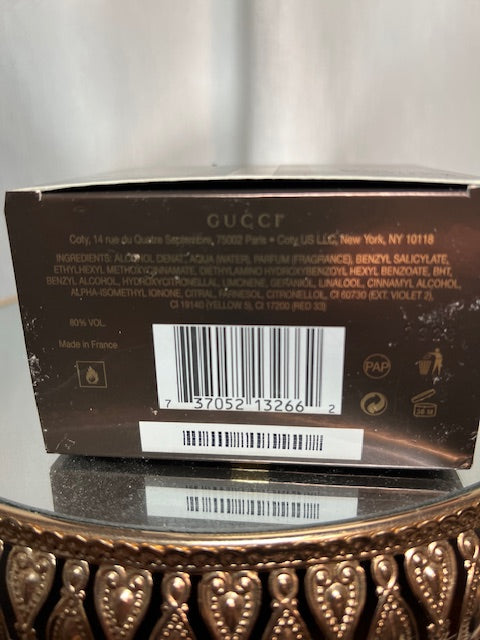 GUCCI
Coty, 14 rue du Quatre Septembre, 75002 Paris • Coty US LLC, New York, NY 10118
INGREDIENTS: ALCOHOL DENAT., AQUA (WATER), PARFUM (FRAGRANCE), BENZYL SALICYLATE,
ETHYLHEXYL METHOXYCINNAMATE, DIETHYLAMINO HYDROXYBENZOYL HEXYL BENZOATE, BHT,
BENZYL ALCOHOL, HYDROXYCITRONELLAL, LIMONENE, GERANIOL, LINALOOL, CINNAMYL ALCOHOL,
ALPHA-ISOMETHYL IONONE, CITRAL, FARNESOL, CITRONELLOL, CI 60730 (EXT. VIOLET 2),
CI 19140 (YELLOW 5), CI 17200 (RED 33)
80% VOL.
Made in France
7 37052 13266 2
PAP
36 M